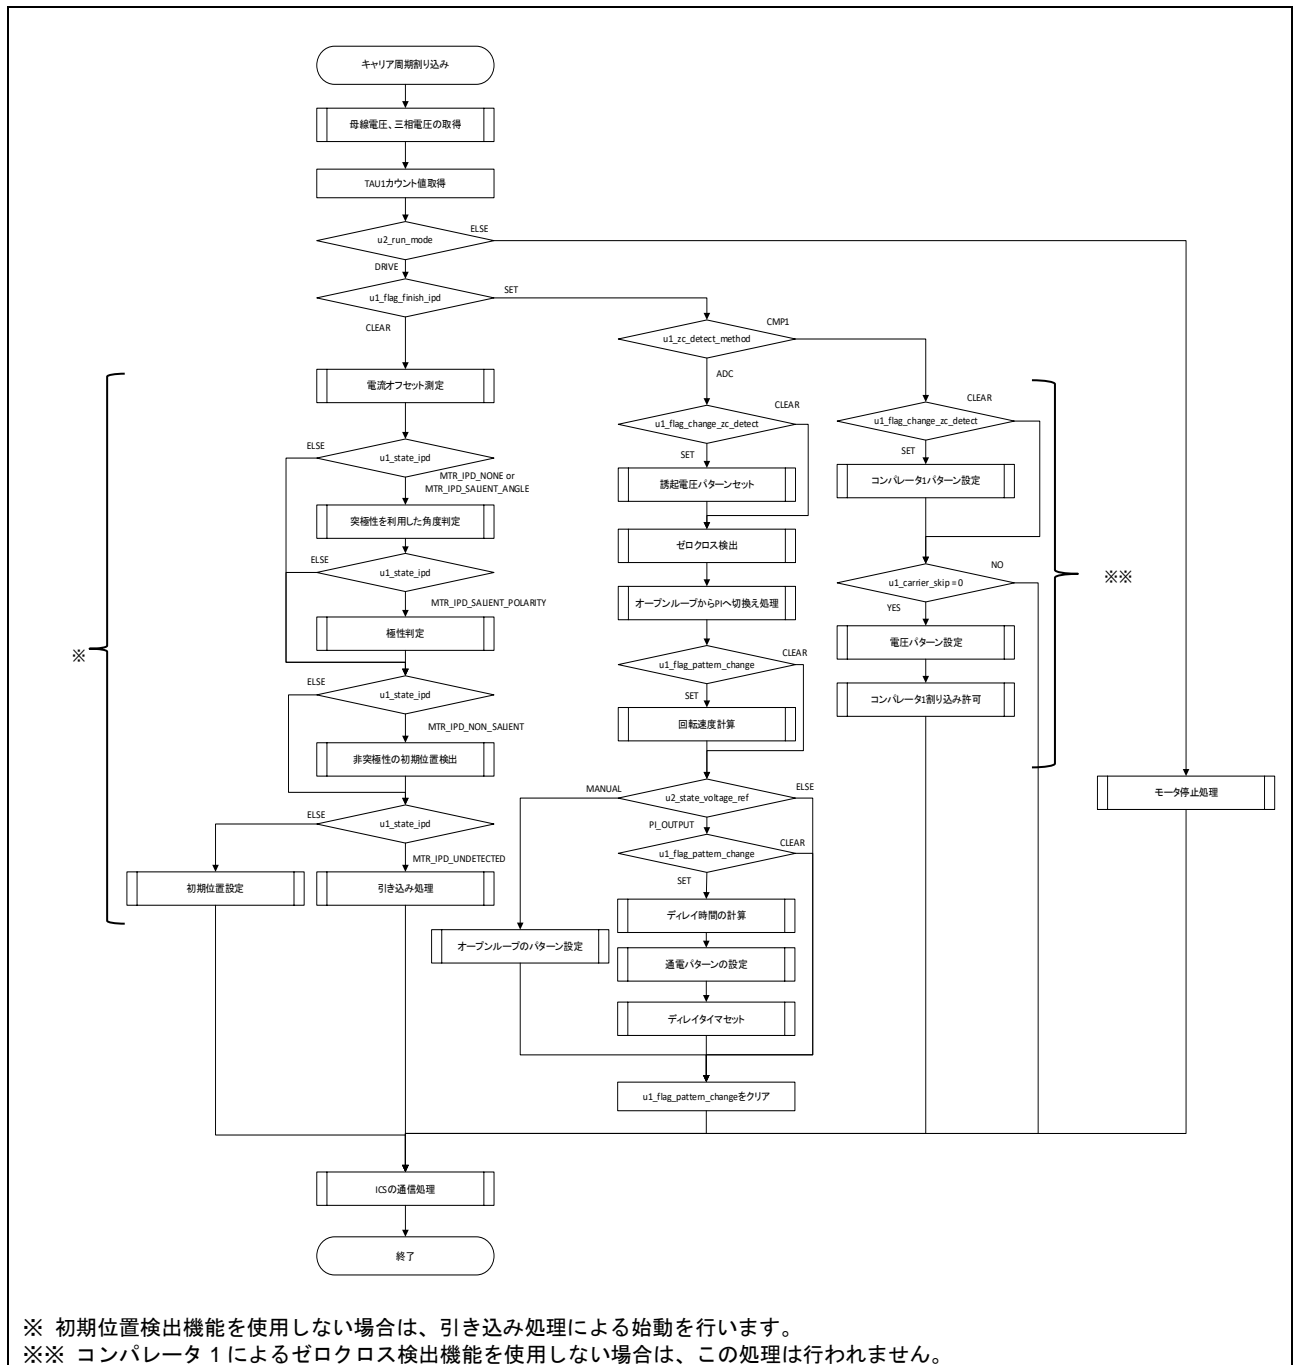 キャリア周期割り込み
母線電圧、三相電圧の取得
TAU1カウント値取得
u2_run_mode
ELSE
DRIVE
u1_flag_finish_ipd
SET
CLEAR
電流オフセット測定
u1_state_ipd
ELSE
MTR_IPD_NONE or
MTR_IPD_SALIENT_ANGLE
突極性を利用した角度判定
ELSE
u1_state_ipd
MTR_IPD_SALIENT_POLARITY
極性判定
※
ELSE
u1_state_ipd
MTR_IPD_NON_SALIENT
非突極性の初期位置検出
ELSE
u1_state_ipd
MTR_IPD_UNDETECTED
初期位置設定
引き込み処理
u1_zc_detect_method
CMP1
ADC
u1_flag_change_zc_detect
CLEAR
SET
誘起電圧パターンセット
ゼロクロス検出
オープンループからPIへ切換え処理
u1_flag_pattern_change
CLEAR
SET
回転速度計算
MANUAL
u2_state_voltage_ref
ELSE
PI_OUTPUT
u1_flag_pattern_change
CLEAR
SET
ディレイ時間の計算
オープンループのパターン設定
通電パターンの設定
ディレイタイマセット
u1_flag_pattern_changeをクリア
u1_flag_change_zc_detect
CLEAR
SET
コンパレータ1パターン設定
u1_carrier_skip = 0
NO
YES
電圧パターン設定
コンパレータ1割り込み許可
※※
モータ停止処理
ICSの通信処理
終了
※ 初期位置検出機能を使用しない場合は、引き込み処理による始動を行います。
※※ コンパレータ 1 によるゼロクロス検出機能を使用しない場合は、この処理は行われません。